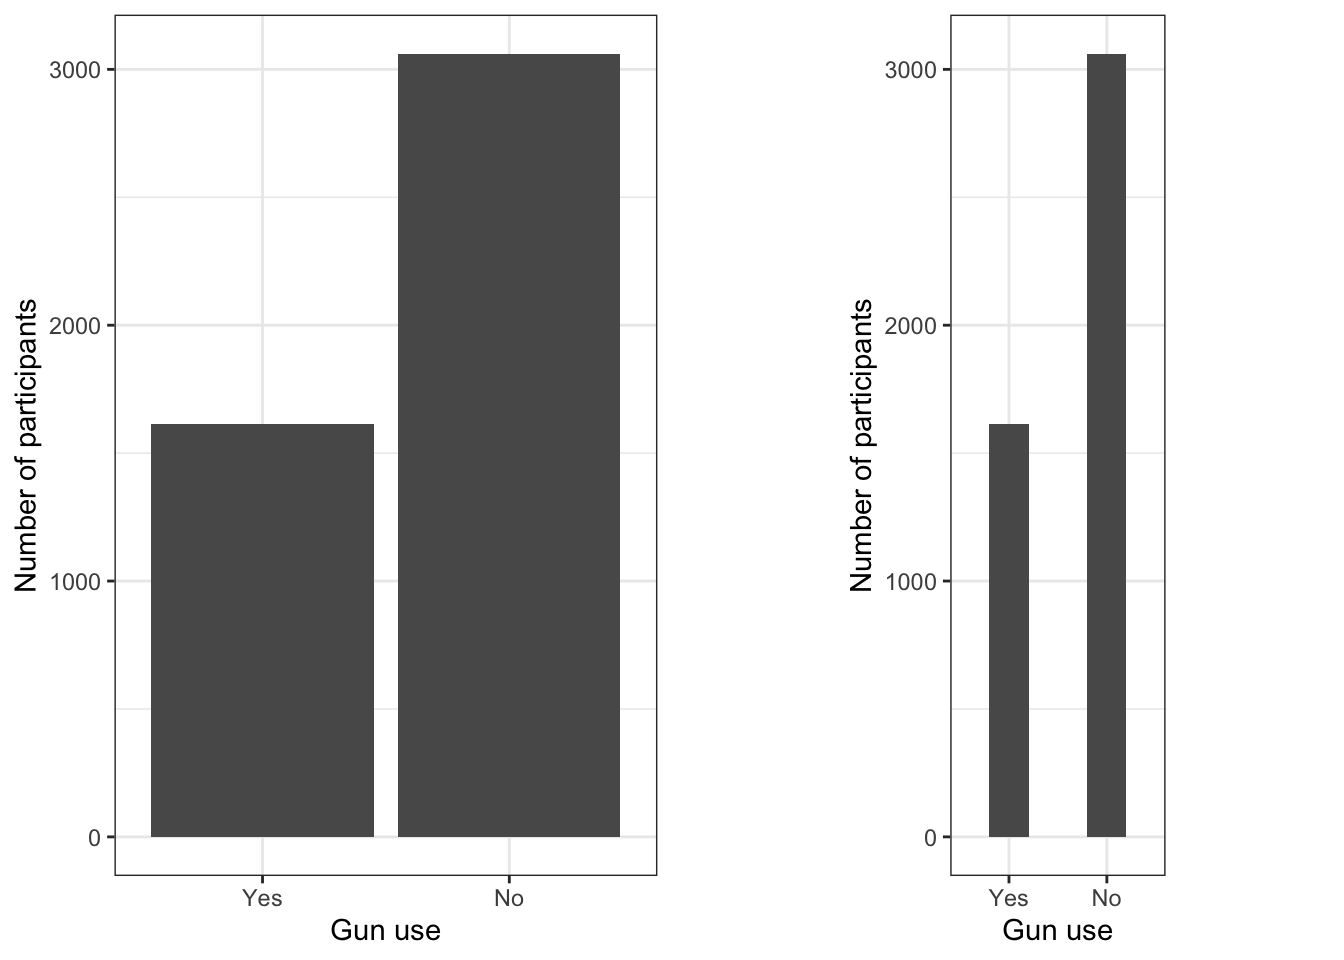 Number of participants
3000
2000
1000
0
Yes No
Gun use
Number of participants
3000
2000
1000
0
Yes No
Gun use